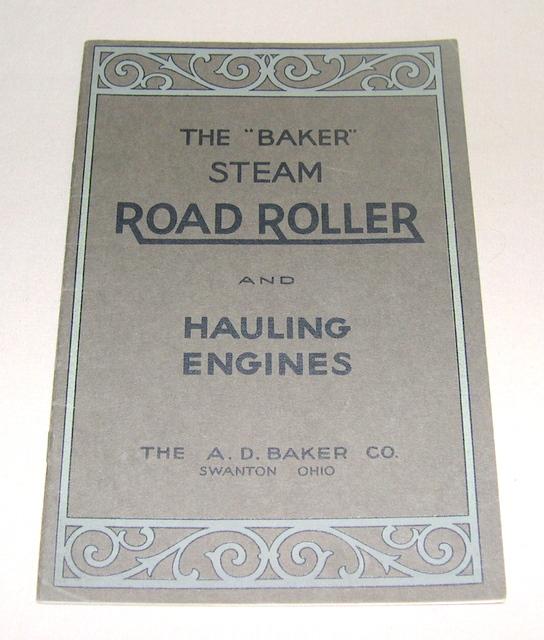 THE "BAKER"
STEAM
ROAD ROLLER
AND
HAULING
ENGINES
THE A. D. BAKER CO.
SWANTON OHIO